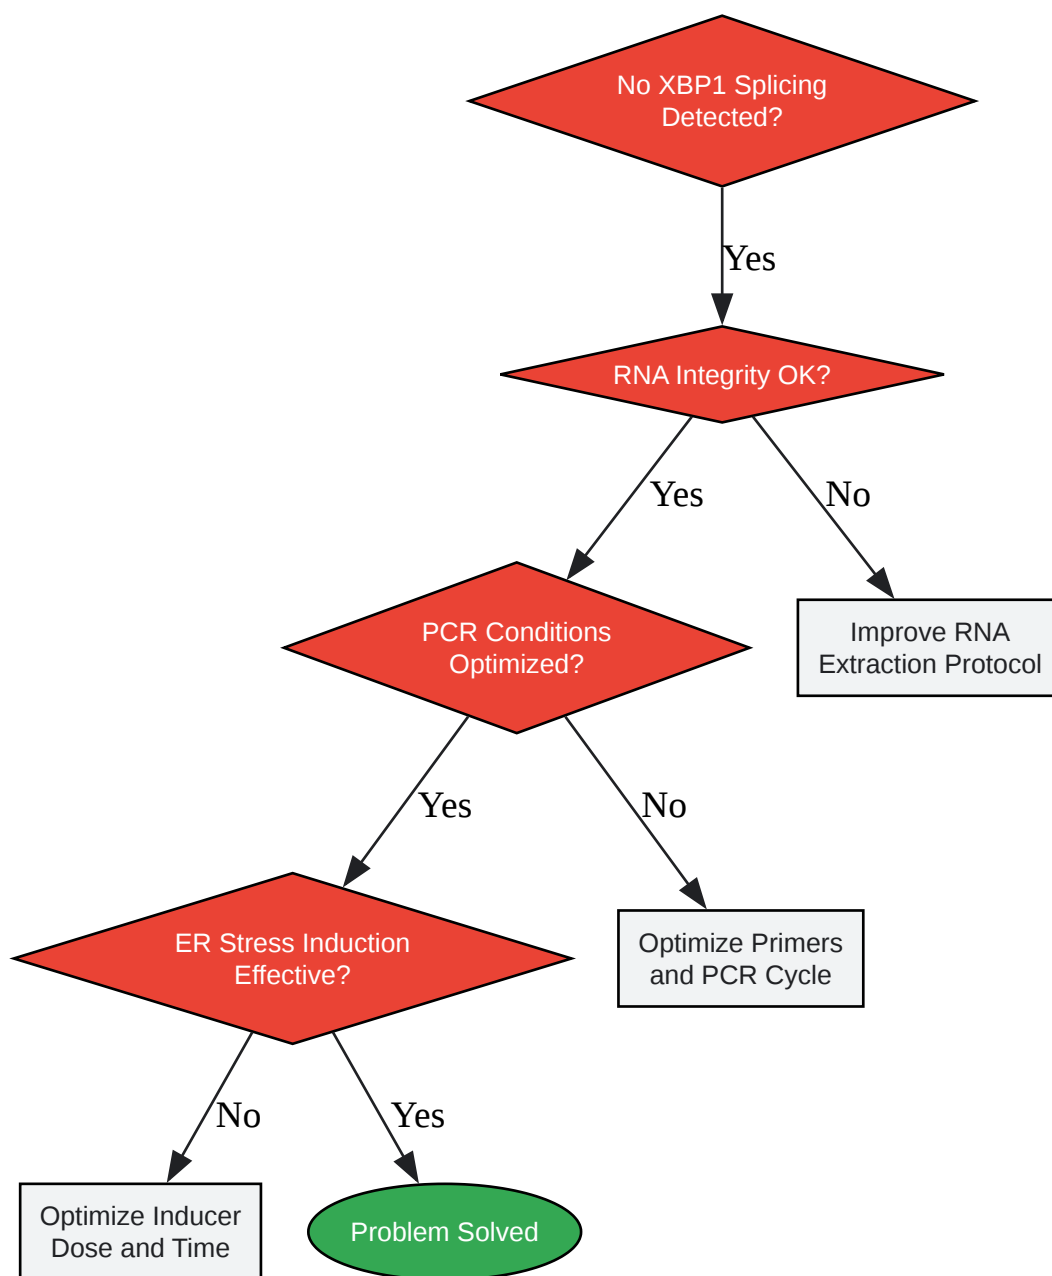 No XBP1 Splicing
Detected?
Yes
RNA Integrity OK?
Yes
No
PCR Conditions
Optimized?
Improve RNA
Extraction Protocol
Yes
No
ER Stress Induction
Effective?
Optimize Primers
and PCR Cycle
No
Yes
Optimize Inducer
Dose and Time
Problem Solved